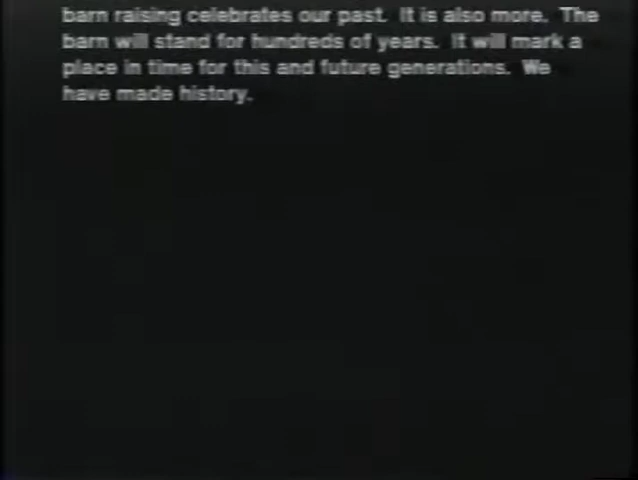 barn raising celebrates our past.  It is also more.  The
barn will stand for hundreds of years.  It will mark a
place in time for this and future generations.  We
have made history.